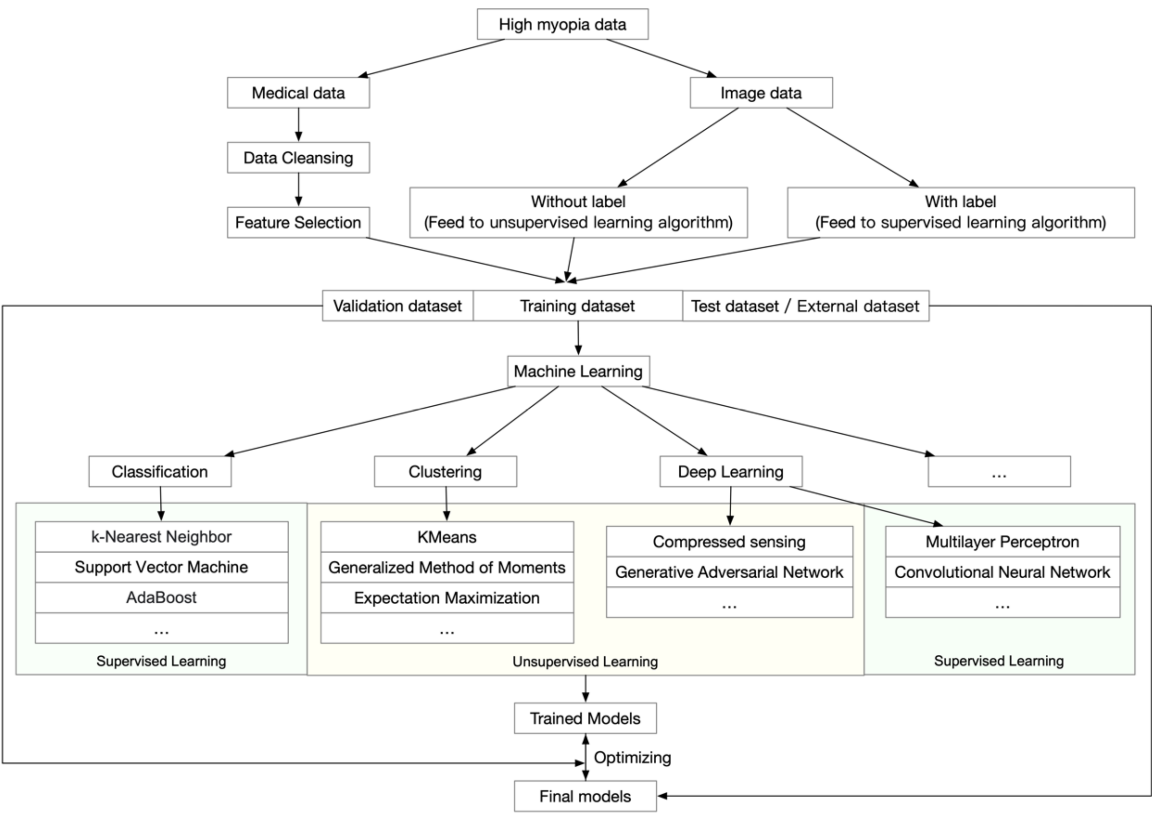 High myopia data
Medical data
Image data
Data Cleansing
Without label
(Feed to unsupervised learning algorithm)
With label
(Feed to supervised learning algorithm)
Feature Selection
Validation dataset
Training dataset
Test dataset / External dataset
Machine Learning
Classification
Clustering
Deep Learning
...
k-Nearest Neighbor
Support Vector Machine
AdaBoost
...
KMeans
Generalized Method of Moments
Expectation Maximization
...
Compressed sensing
Generative Adversarial Network
...
Multilayer Perceptron
Convolutional Neural Network
...
Supervised Learning
Unsupervised Learning
Supervised Learning
Trained Models
Optimizing
Final models